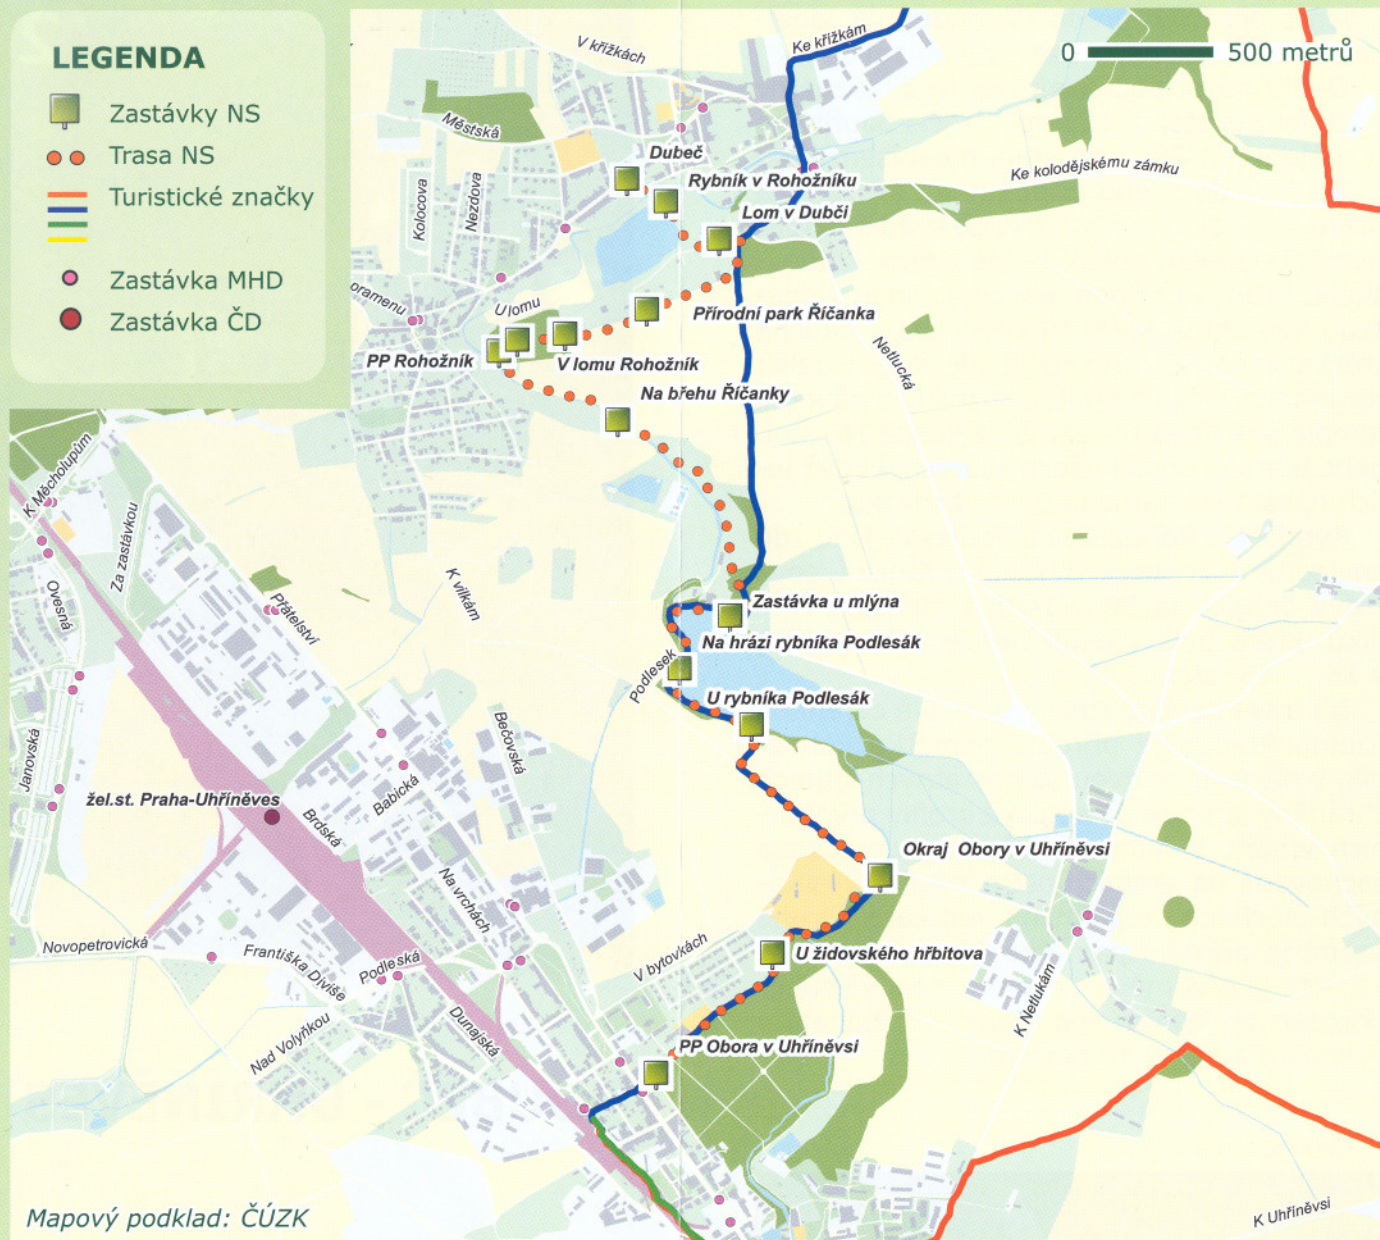 LEGENDA
Zastávky NS
Trasa NS
Turistické značky
Zastávka MHD
Zastávka ČD
0 500 metrů
V křížkách
Ke křížkám
Městská
Dubeč
Rybník v Rohožníku
Ke kolodějskému zámku
Kolocova
Nezdova
Lom v Dubči
oramenu
U lomu
Přírodní park Říčanka
PP Rohožník
V lomu Rohožník
Netlucká
Na břehu Říčanky
K Měcholupům
Za zastávkou
Ovesná
Přátelství
K vilkám
Zastávka u mlýna
Na hrázi rybníka Podlesák
Podlesek
U rybníka Podlesák
Janovská
Bečovská
žel.st. Praha-Uhříněves
Babická
Brdská
Okraj Obory v Uhříněvsi
Na vrchách
Novopetrovická
Františka Diviše
Podleská
V bytovkách
U židovského hřbitova
K Netlukám
Nad Volyňkou
Dunajská
PP Obora v Uhříněvsi
Mapový podklad: ČÚZK
K Uhříněvsi